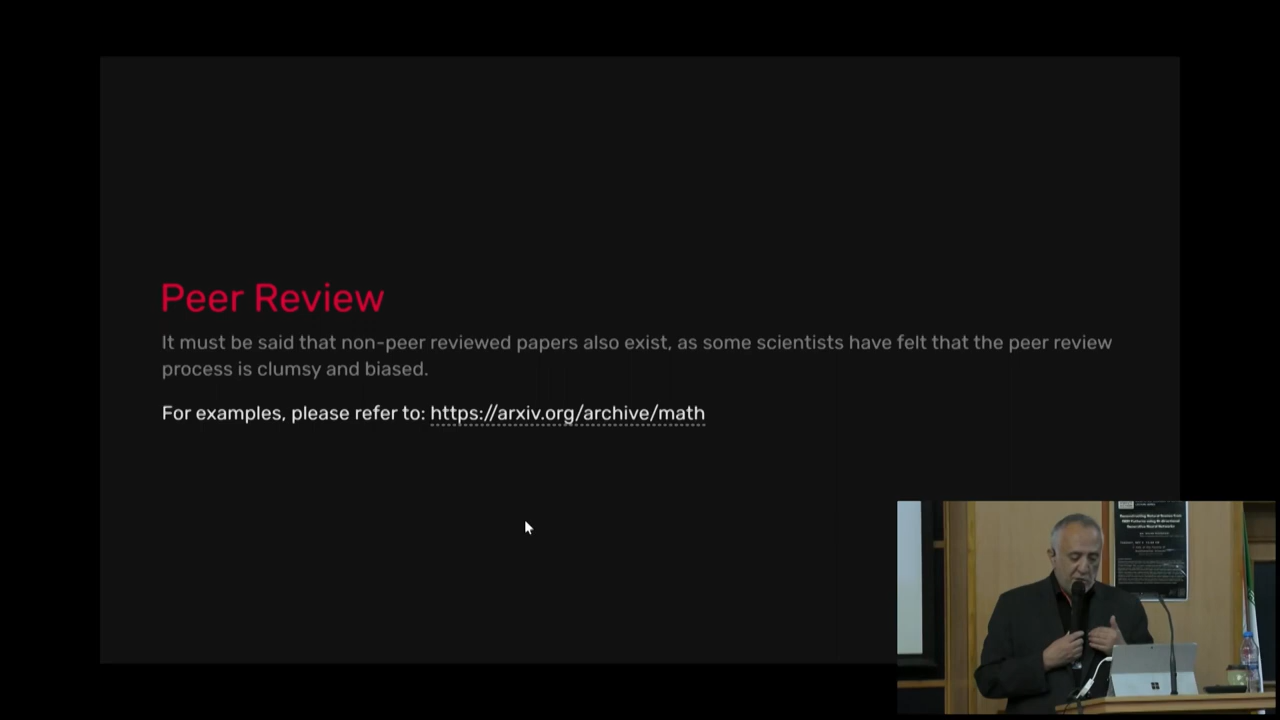 Peer Review
It must be said that non-peer reviewed papers also exist, as some scientists have felt that the peer review
process is clumsy and biased.
For examples, please refer to: https://arxiv.org/archive/math